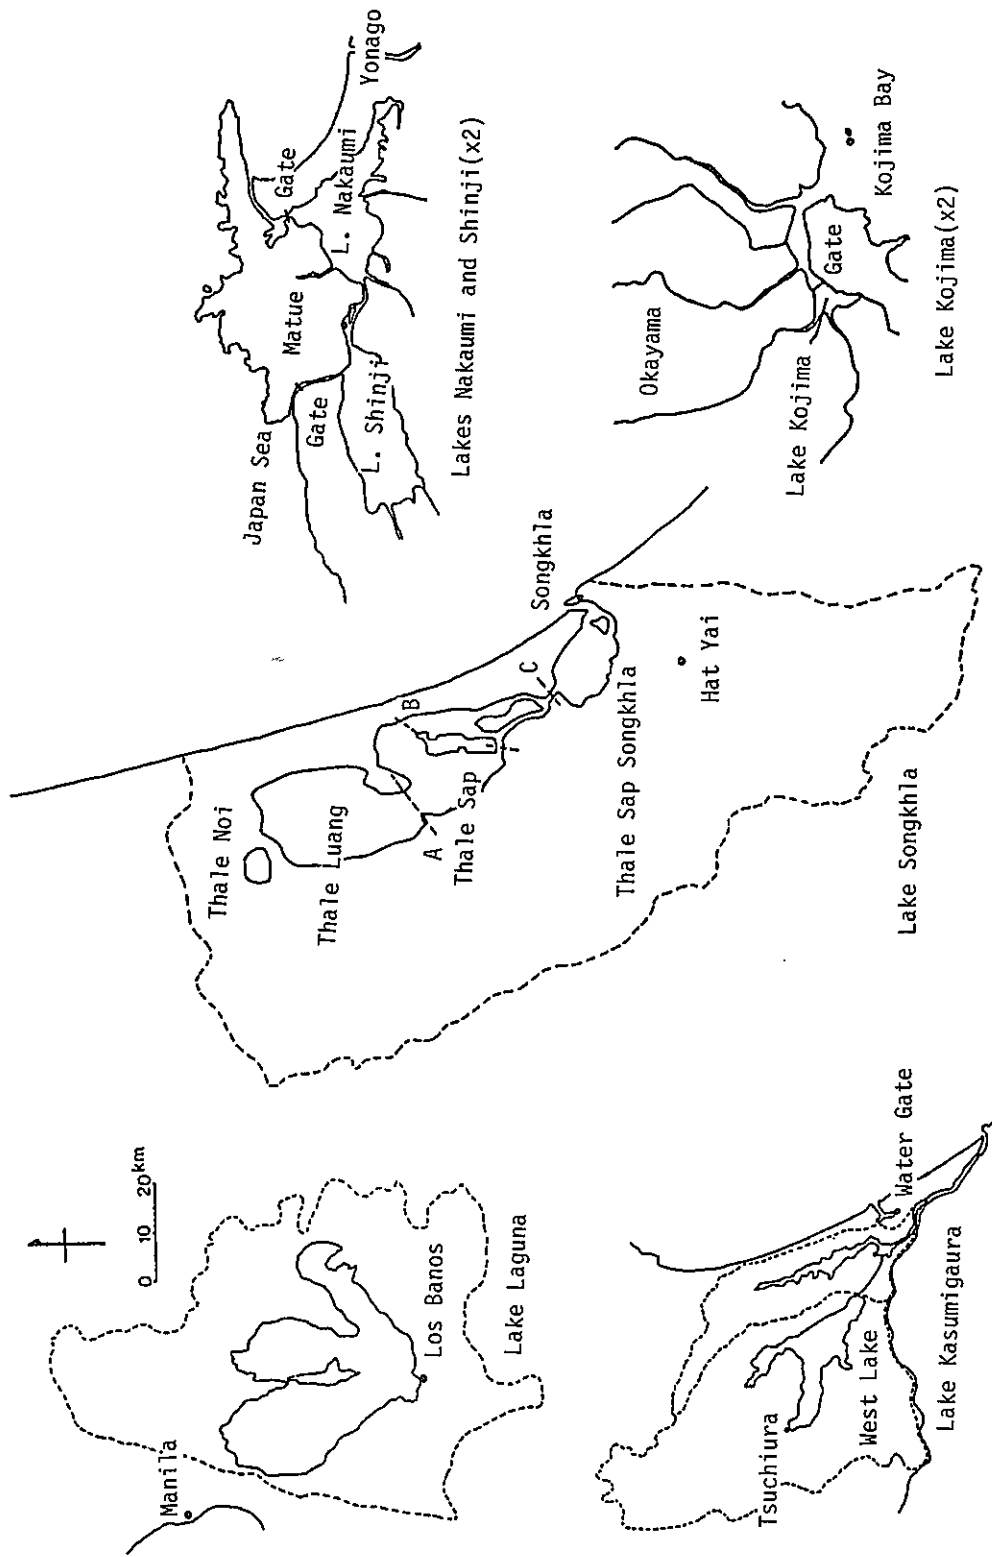 Manila
0 10 20km
Los Banos
Lake Laguna
Tsuchiura
West Lake
Water Gate
Lake Kasumigaura
Thale Noi
Thale Luang
A
B
Thale Sap
C
Songkhla
Thale Sap Songkhla
Hat Yai
Lake Songkhla
Japan Sea
Matue
Gate
Gate
L. Nakaumi
Yonago
L. Shinji
Lakes Nakaumi and Shinji(x2)
Okayama
Lake Kojima
Gate
Kojima Bay
Lake Kojima(x2)